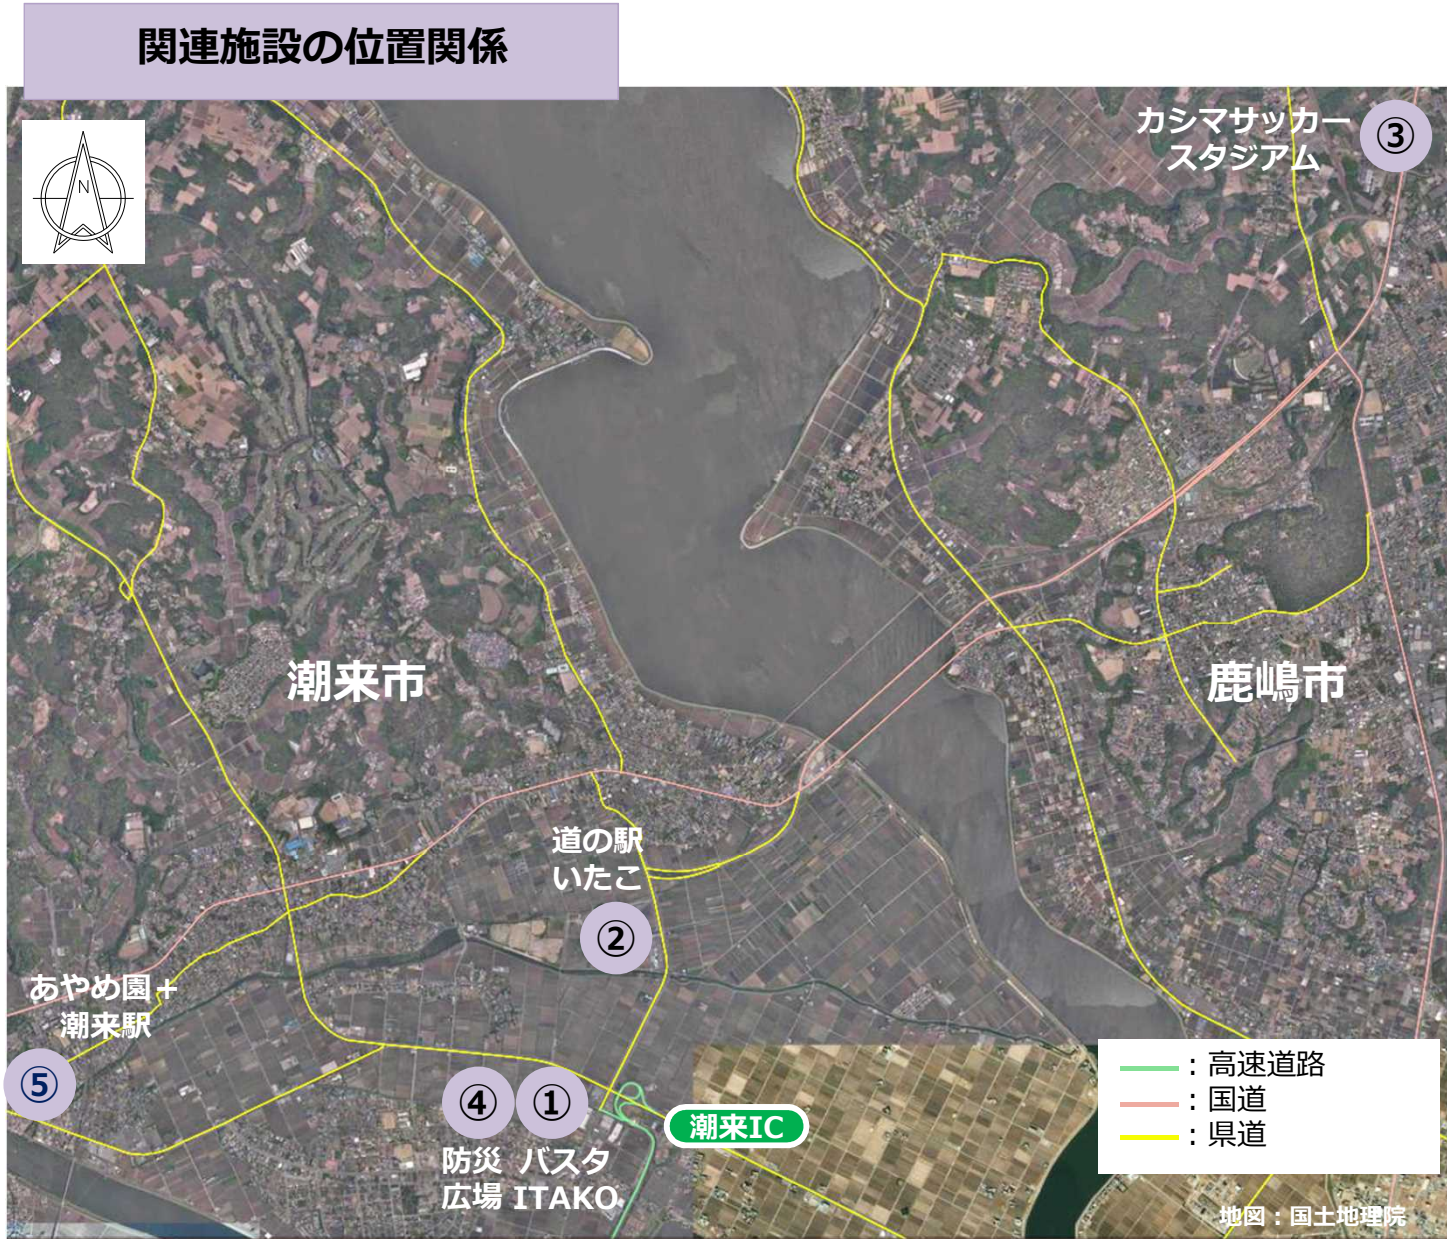 関連施設の位置関係
N
カシマサッカー
スタジアム
③
潮来市
鹿嶋市
道の駅
いたこ
②
あやめ園+
潮来駅
⑤
④
①
防災
広場
バスタ
ITAKO
潮来IC
：高速道路
：国道
：県道
地図：国土地理院